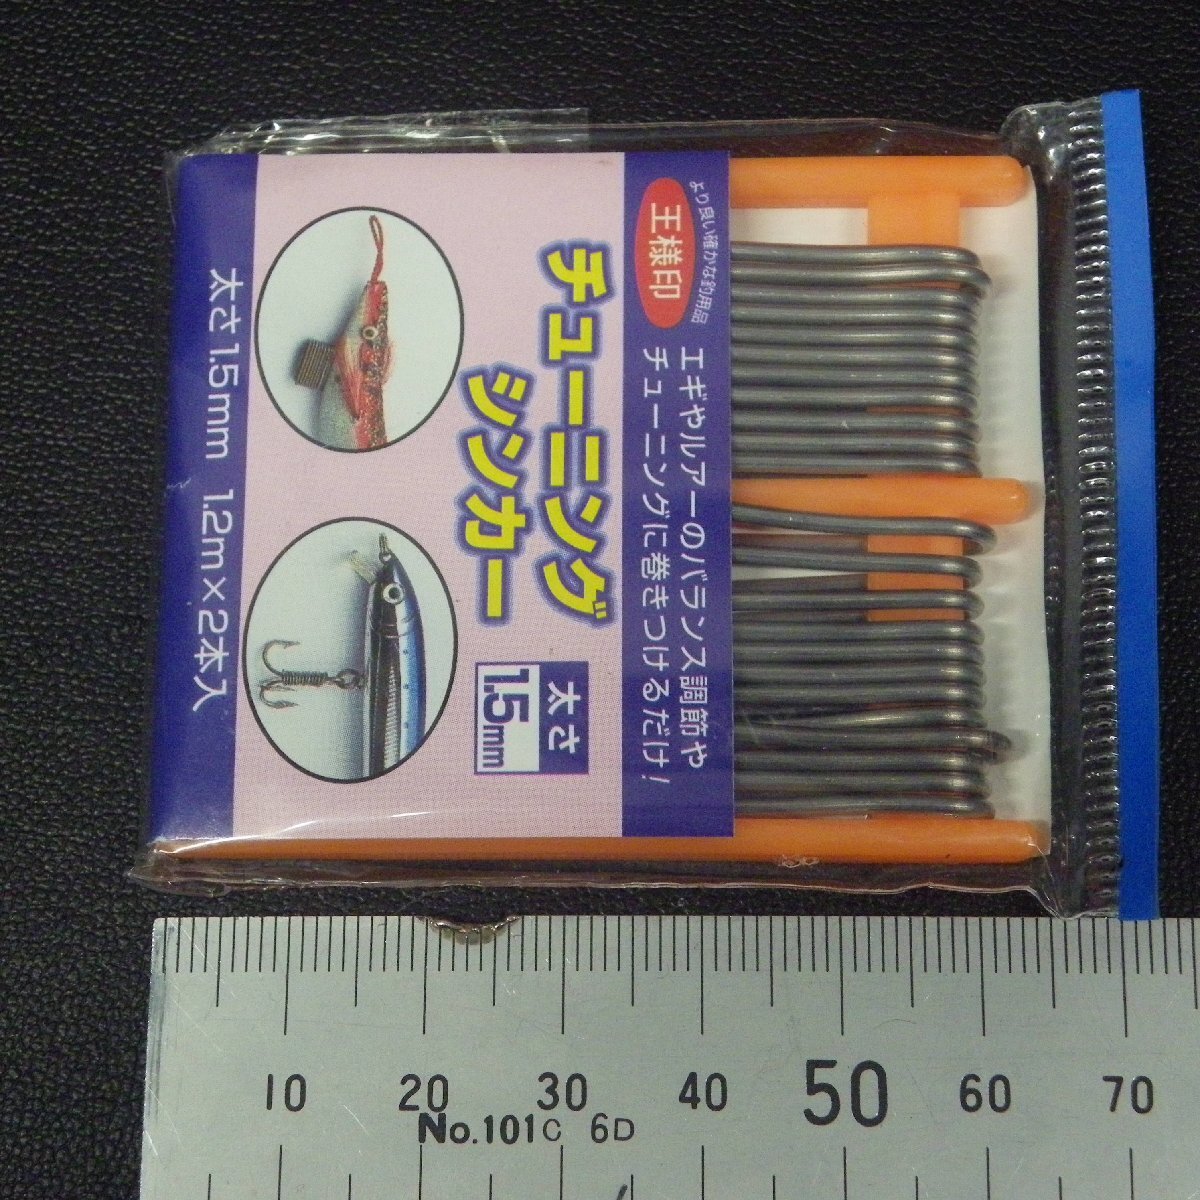 より良い確かな釣用品
王様印
エギやルアーのバランス調節や
チューニングに巻きつけるだけ!
チューニング
シンカー
太さ
1.5mm
太さ1.5mm 1.2m×2本入
10 20 30 40 50 60 70
No.101C 6D